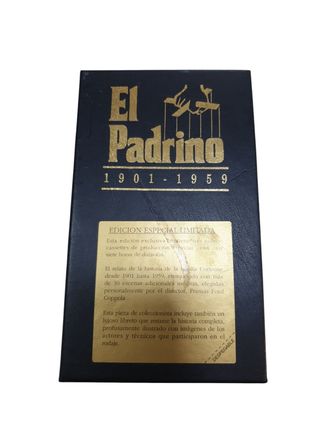 El
Padrino
1901-1959
EDICION ESPECIAL LIMITADA
Esta edición exclusiva
cassettes de producción
siete horas de duración.
El relato de la historia de la familia Corleone
desde 1901 hasta 1959, enriquecido con más
de 30 escenas adicionales inéditas, elegidas
personalmente por el director, Francis Ford
Coppola
Esta pieza de coleccionista incluye también un
lujoso libreto que resume la historia completa,
profusamente ilustrado con imágenes de los
actores y técnicos que participaron en el
rodaje.
DESPEGABLE